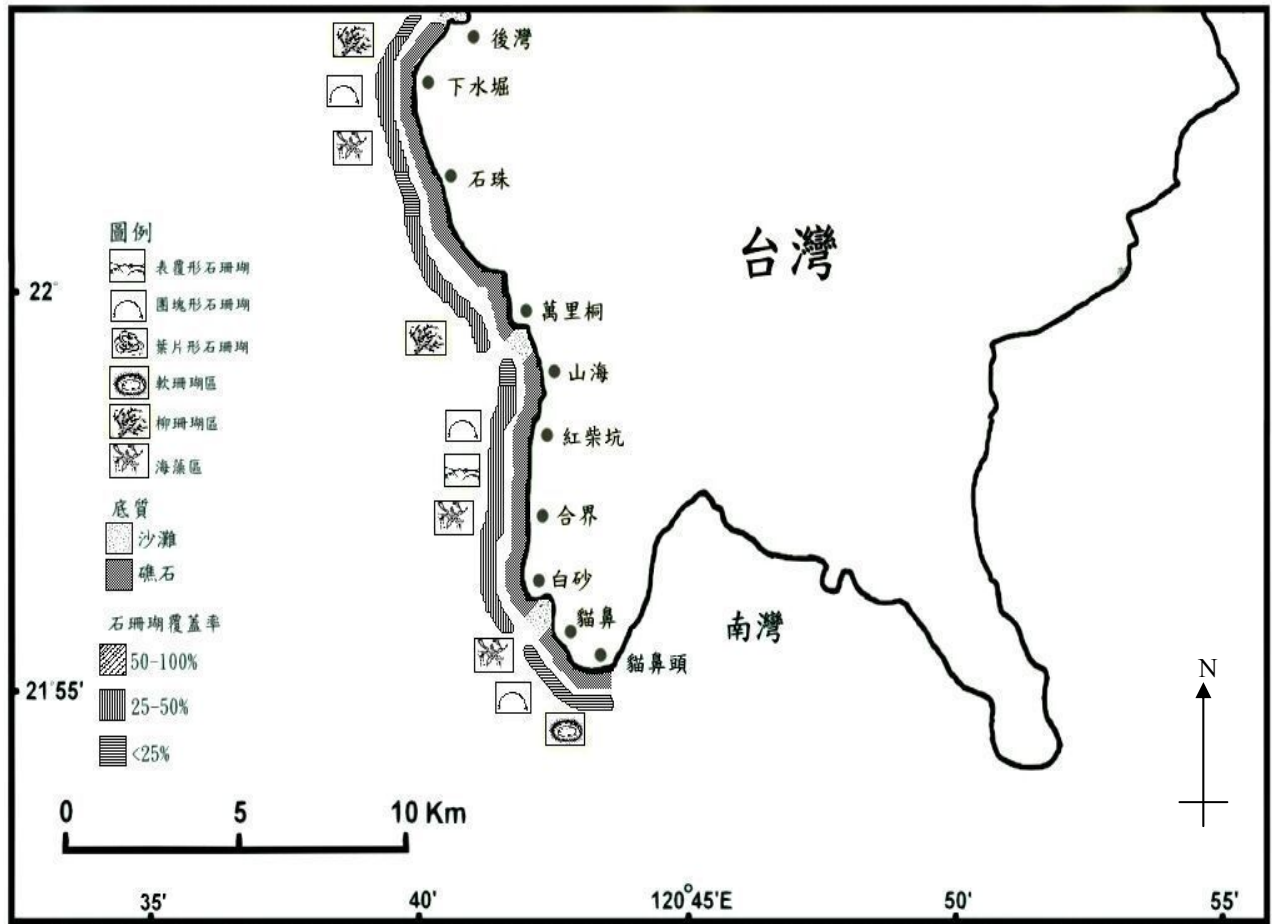 後灣
下水堀
石珠
台灣
圖例
表覆形石珊瑚
團塊形石珊瑚
葉片形石珊瑚
軟珊瑚區
柳珊瑚區
海藻區
22°
萬里桐
山海
紅柴坑
合界
白砂
貓鼻
貓鼻頭
南灣
底質
沙灘
礁石
石珊瑚覆蓋率
50-100%
25-50%
<25%
21°55'
N
0 5 10 Km
35' 40' 120°45'E 50' 55'